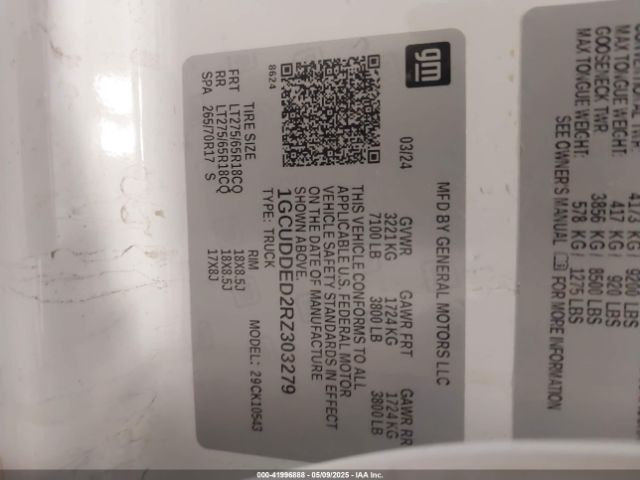 gm
MFD BY GENERAL MOTORS LLC
03/24
GVWR GAWR FRT GAWR RR
3221 KG 1724 KG 1724 KG
7100 LB 3800 LB 3800 LB
THIS VEHICLE CONFORMS TO ALL
APPLICABLE U.S. FEDERAL MOTOR
VEHICLE SAFETY STANDARDS IN EFFECT
ON THE DATE OF MANUFACTURE
SHOWN ABOVE.
1GCUDDED2RZ303279
8624
TYPE: TRUCK MODEL: 29CK10543
TIRE SIZE RIM
FRT LT275/65R18CQ 18X8.5J
RR LT275/65R18CQ 18X8.5J
SPA 265/70R17 S 17X8J
4173 KG / 9200 LBS
MAX TONGUE WEIGHT: 417 KG / 920 LBS
GOOSENECK TWR 3856 KG / 8500 LBS
MAX TONGUE WEIGHT: 578 KG / 1275 LBS
SEE OWNER'S MANUAL FOR MORE INFORMATION
000-41996888 - 05/09/2025 - IAA Inc.